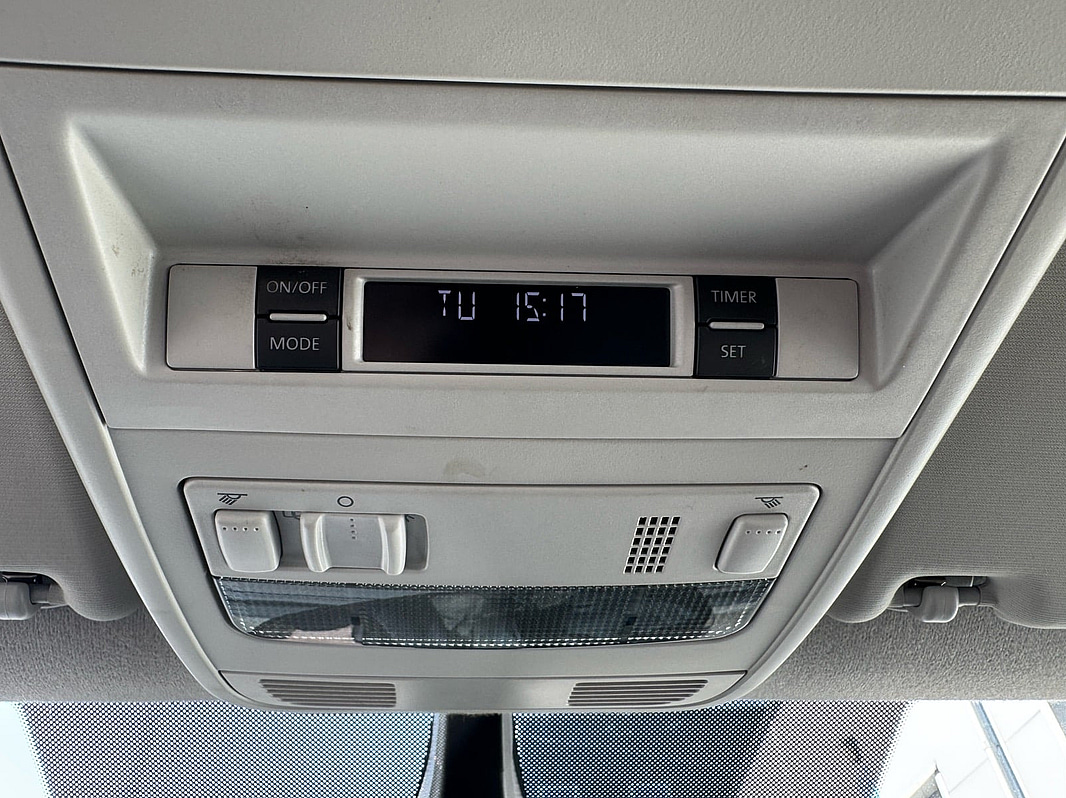 ON/OFF
MODE
TU 15:17
TIMER
SET